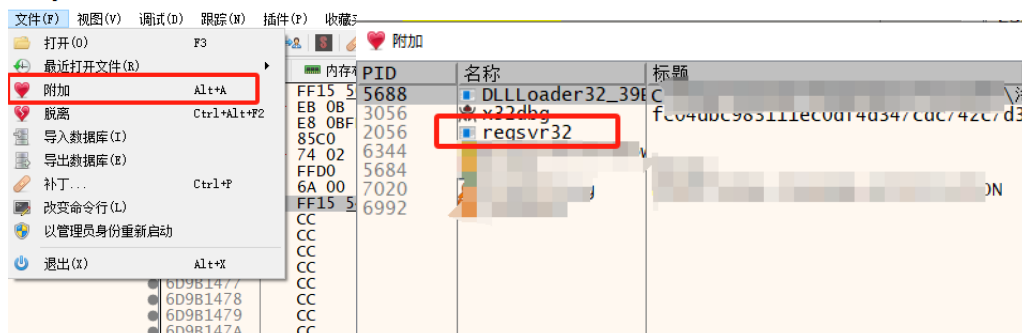 文件(F) 视图(V) 调试(D) 跟踪(N) 插件(P) 收藏
打开(O) F3
最近打开文件(R)
附加 Alt+A
脱离 Ctrl+Alt+F2
导入数据库(I)
导出数据库(E)
补丁... Ctrl+P
改变命令行(L)
以管理员身份重新启动
退出(X) Alt+X
内存
FF15 5
EB 0B
E8 0BF
85C0
74 02
FFD0
6A 00
FF15 5
CC
CC
CC
CC
6D9B1477 CC
6D9B1478 CC
6D9B1479 CC
6D9B147A CC
附加
PID 名称 标题
5688 DLLLoader32_39E C
3056 x32dbg
2056 regsvr32
6344
5684
7020 ON
6992